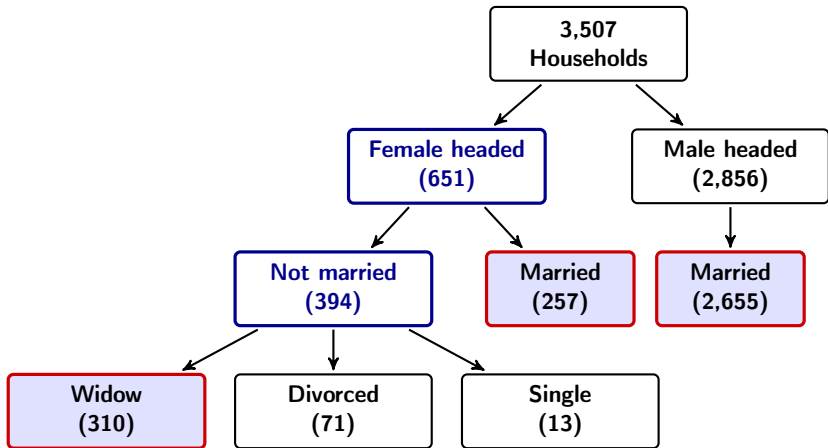 3,507
Households
Female headed
(651)
Male headed
(2,856)
Not married
(394)
Married
(257)
Married
(2,655)
Widow
(310)
Divorced
(71)
Single
(13)